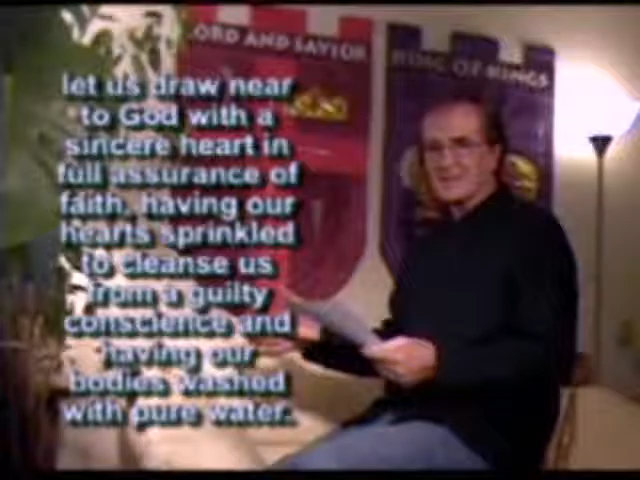 LORD AND SAVIOR
KING OF KINGS
let us draw near
to God with a
sincere heart in
full assurance of
faith, having our
hearts sprinkled
to cleanse us
from a guilty
conscience and
having our
bodies washed
with pure water.